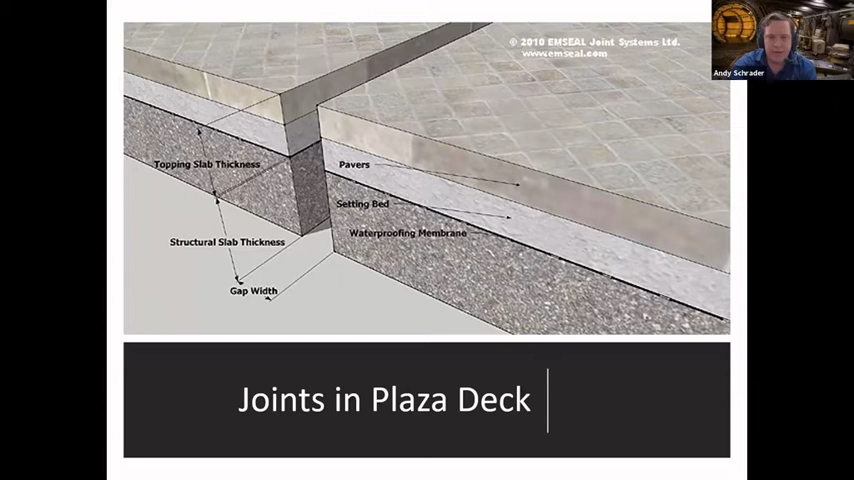 © 2010 EMSEAL Joint Systems Ltd.
www.emseal.com
Andy Schrader
Topping Slab Thickness
Pavers
Setting Bed
Waterproofing Membrane
Structural Slab Thickness
Gap Width
Joints in Plaza Deck